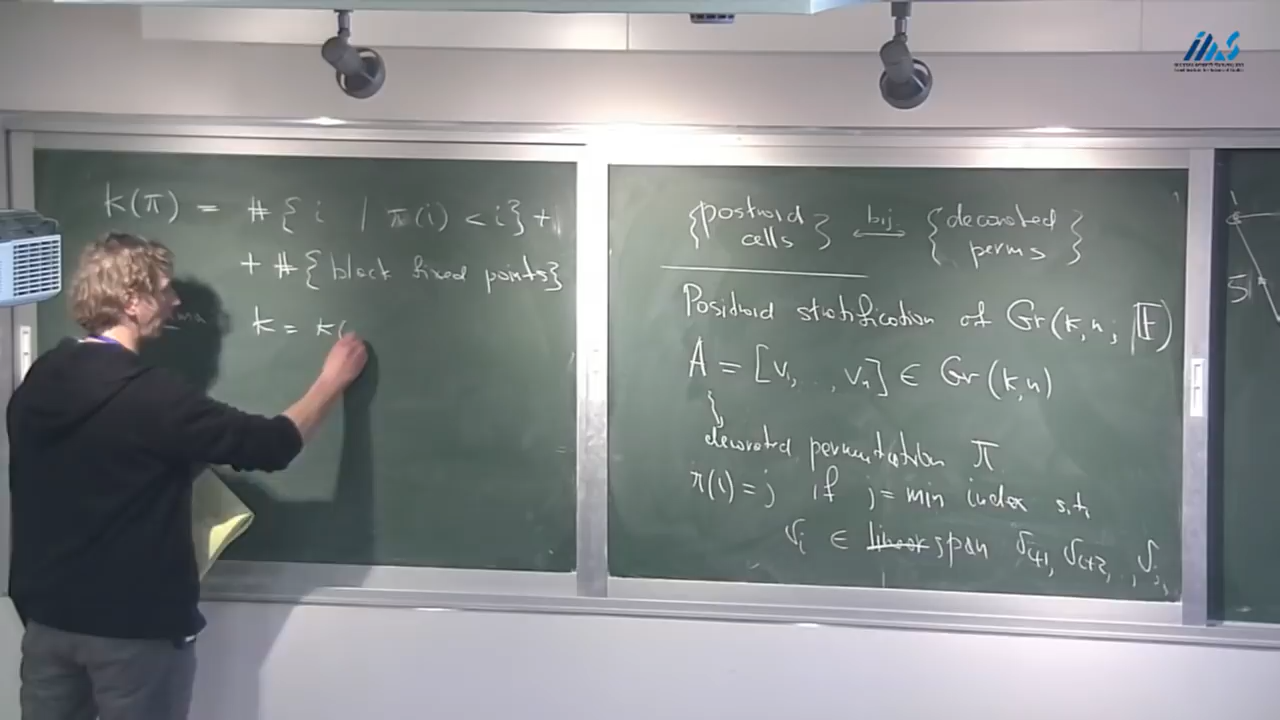 k(π) = #{i | π(i) < i} +
+ #{black fixed points}
k = k(
{positroid cells} ⟷ bij {decorated perms}
Positroid stratification of Gr(k,n; 𝔽)
A = [v₁, .., vₙ] ∈ Gr(k,n)
decorated permutation π
π(i) = j if j = min index s.t.
vᵢ ∈ span vᵢ₊₁, vᵢ₊₂, .., vⱼ,
5